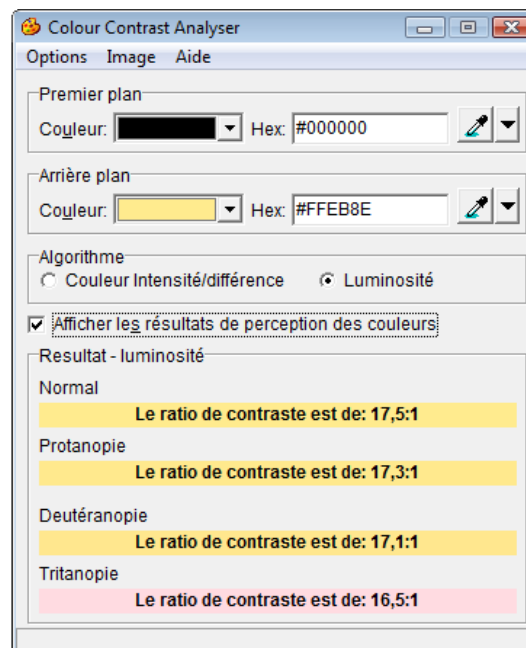 Colour Contrast Analyser
Options Image Aide
Premier plan
Couleur: Hex: #000000
Arrière plan
Couleur: Hex: #FFEB8E
Algorithme
Couleur Intensité/différence Luminosité
Afficher les résultats de perception des couleurs
Resultat - luminosité
Normal
Le ratio de contraste est de: 17,5:1
Protanopie
Le ratio de contraste est de: 17,3:1
Deutéranopie
Le ratio de contraste est de: 17,1:1
Tritanopie
Le ratio de contraste est de: 16,5:1